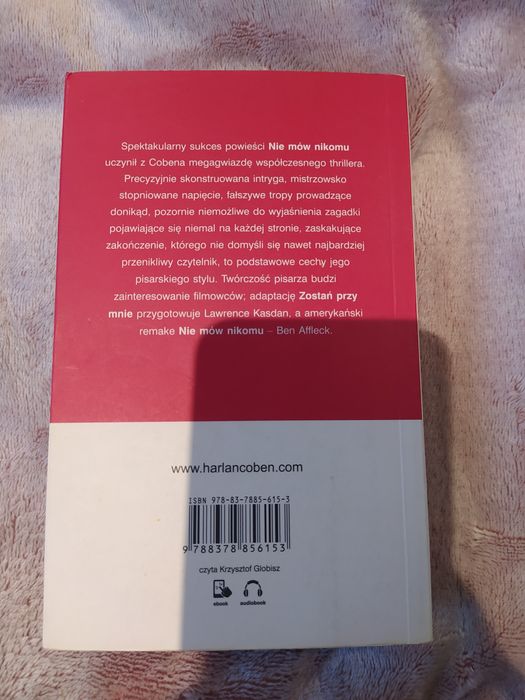 Spektakularny sukces powieści Nie mów nikomu
uczynił z Cobena megagwiazdę współczesnego thrillera.
Precyzyjnie skonstruowana intryga, mistrzowsko
stopniowane napięcie, fałszywe tropy prowadzące
donikąd, pozornie niemożliwe do wyjaśnienia zagadki
pojawiające się niemal na każdej stronie, zaskakujące
zakończenie, którego nie domyśli się nawet najbardziej
przenikliwy czytelnik, to podstawowe cechy jego
pisarskiego stylu. Twórczość pisarza budzi
zainteresowanie filmowców; adaptację Zostań przy
mnie przygotowuje Lawrence Kasdan, a amerykański
remake Nie mów nikomu – Ben Affleck.
www.harlancoben.com
ISBN 978-83-7885-615-3
9 788378 856153
czyta Krzysztof Globisz
ebook audiobook